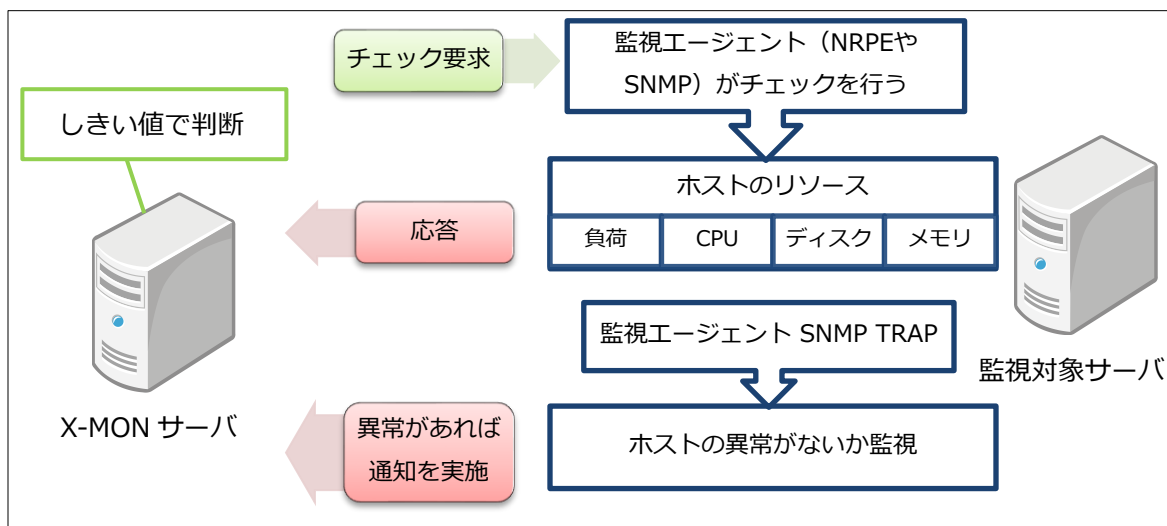 チェック要求
監視エージェント（NRPEや
SNMP）がチェックを行う
しきい値で判断
ホストのリソース
負荷
CPU
ディスク
メモリ
応答
監視エージェント SNMP TRAP
監視対象サーバ
X-MON サーバ
異常があれば
通知を実施
ホストの異常がないか監視